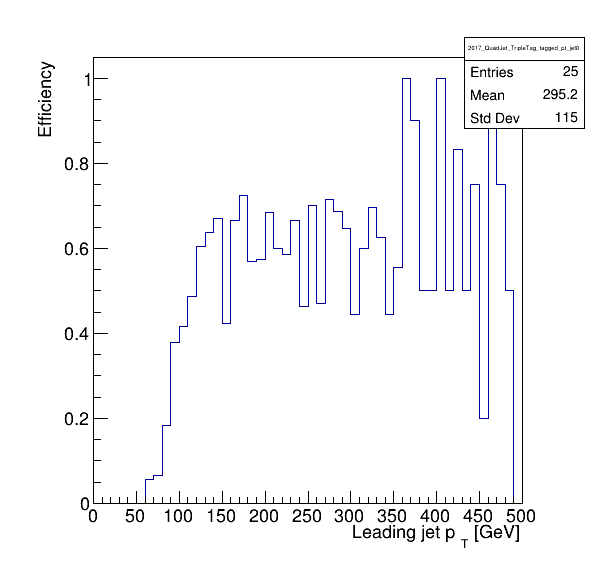 2017_QuadJet_TripleTag_tagged_pt_jet0
Entries 25
Mean 295.2
Std Dev 115
Efficiency
1
0.8
0.6
0.4
0.2
0
0 50 100 150 200 250 300 350 400 450 500
Leading jet p T [GeV]